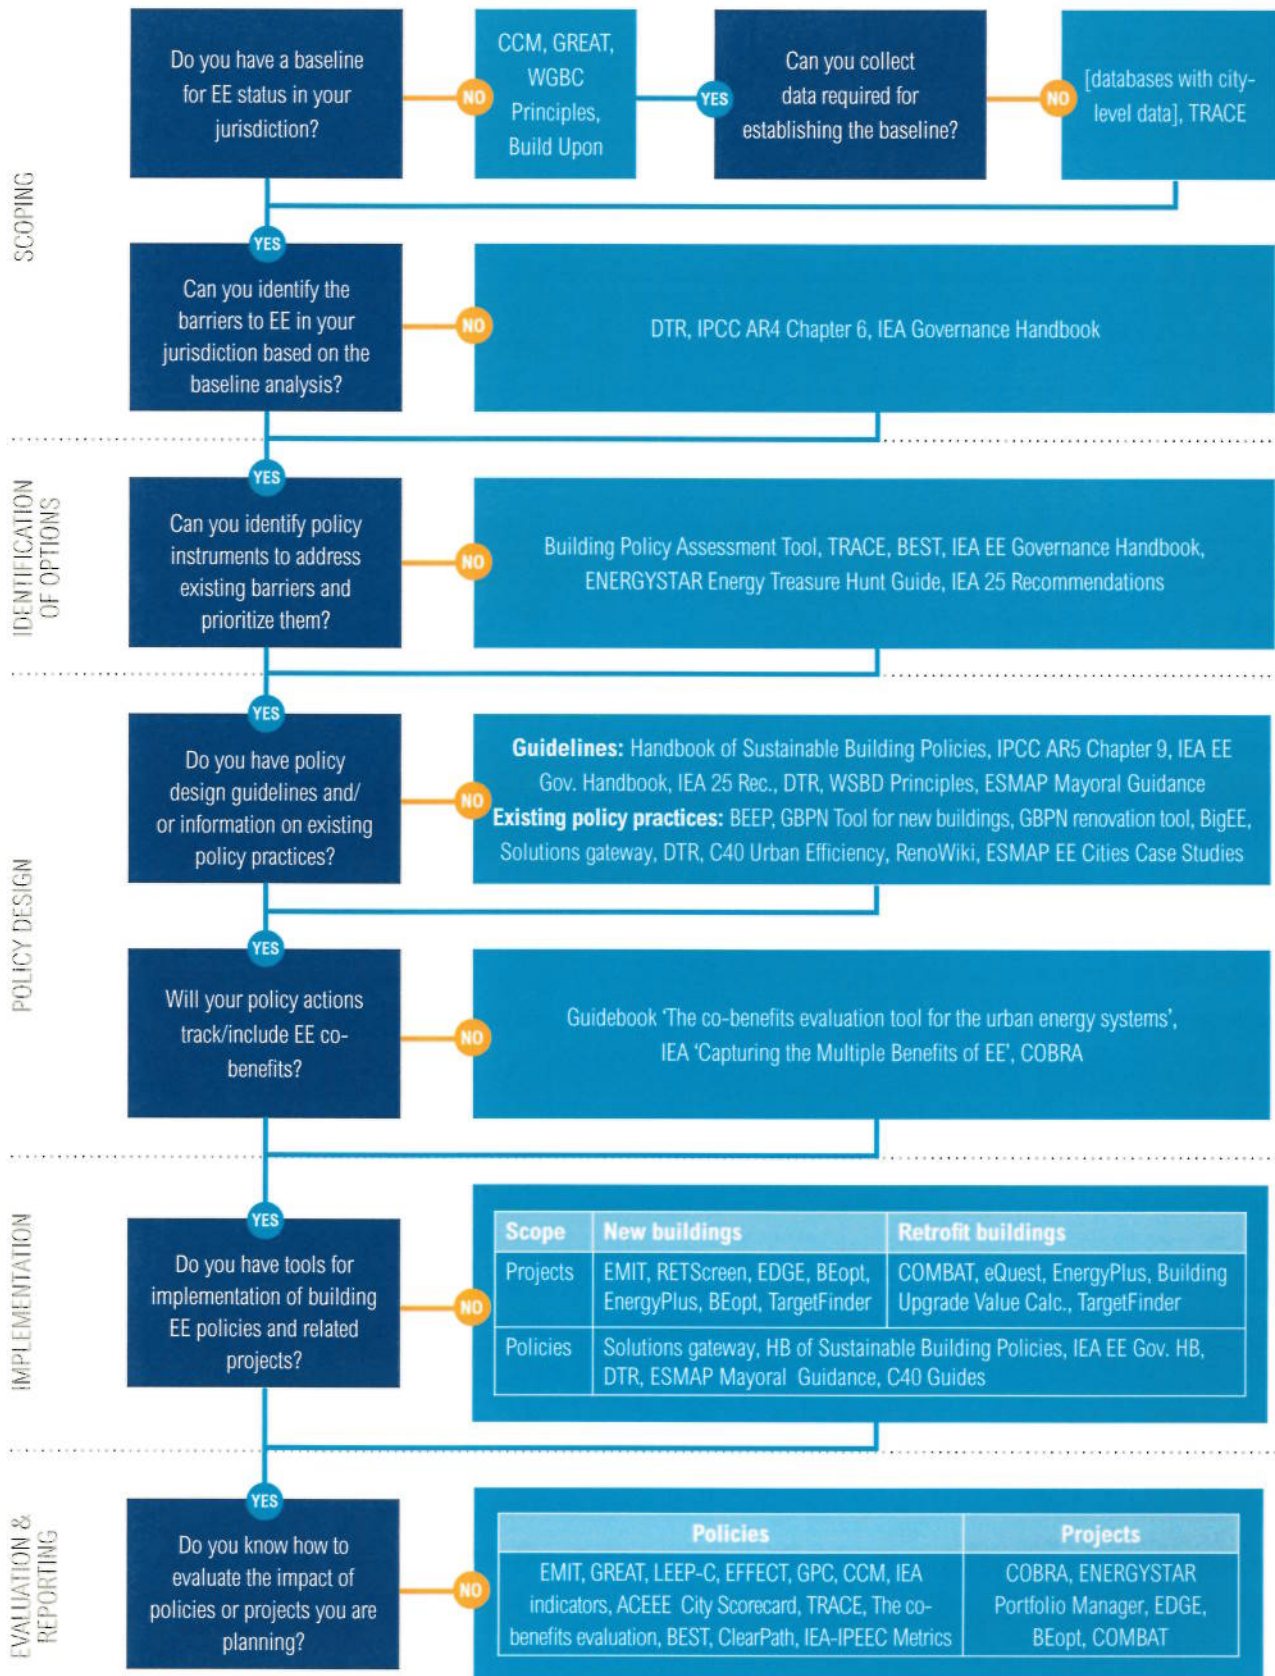 SCOPING
Do you have a baseline
for EE status in your
jurisdiction?
NO
CCM, GREAT,
WGBC
Principles,
Build Upon
YES
Can you collect
data required for
establishing the baseline?
NO
[databases with city-
level data], TRACE
YES
Can you identify the
barriers to EE in your
jurisdiction based on the
baseline analysis?
NO
DTR, IPCC AR4 Chapter 6, IEA Governance Handbook
IDENTIFICATION
OF OPTIONS
YES
Can you identify policy
instruments to address
existing barriers and
prioritize them?
NO
Building Policy Assessment Tool, TRACE, BEST, IEA EE Governance Handbook,
ENERGYSTAR Energy Treasure Hunt Guide, IEA 25 Recommendations
POLICY DESIGN
YES
Do you have policy
design guidelines and/
or information on existing
policy practices?
NO
Guidelines: Handbook of Sustainable Building Policies, IPCC AR5 Chapter 9, IEA EE
Gov. Handbook, IEA 25 Rec., DTR, WSBD Principles, ESMAP Mayoral Guidance
Existing policy practices: BEEP, GBPN Tool for new buildings, GBPN renovation tool, BigEE,
Solutions gateway, DTR, C40 Urban Efficiency, RenoWiki, ESMAP EE Cities Case Studies
YES
Will your policy actions
track/include EE co-
benefits?
NO
Guidebook ‘The co-benefits evaluation tool for the urban energy systems’,
IEA ‘Capturing the Multiple Benefits of EE’, COBRA
IMPLEMENTATION
YES
Do you have tools for
implementation of building
EE policies and related
projects?
NO
Scope New buildings Retrofit buildings
Projects EMIT, RETScreen, EDGE, BEopt, COMBAT, eQuest, EnergyPlus, Building
EnergyPlus, BEopt, TargetFinder Upgrade Value Calc., TargetFinder
Policies Solutions gateway, HB of Sustainable Building Policies, IEA EE Gov. HB,
DTR, ESMAP Mayoral Guidance, C40 Guides
EVALUATION &
REPORTING
YES
Do you know how to
evaluate the impact of
policies or projects you are
planning?
NO
Policies Projects
EMIT, GREAT, LEEP-C, EFFECT, GPC, CCM, IEA COBRA, ENERGYSTAR
indicators, ACEEE City Scorecard, TRACE, The co- Portfolio Manager, EDGE,
benefits evaluation, BEST, ClearPath, IEA-IPEEC Metrics BEopt, COMBAT